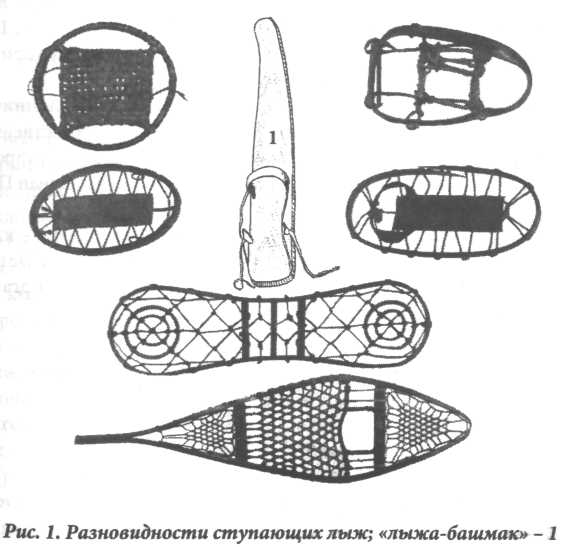 1
Рис. 1. Разновидности ступающих лыж; «лыжа-башмак» – 1